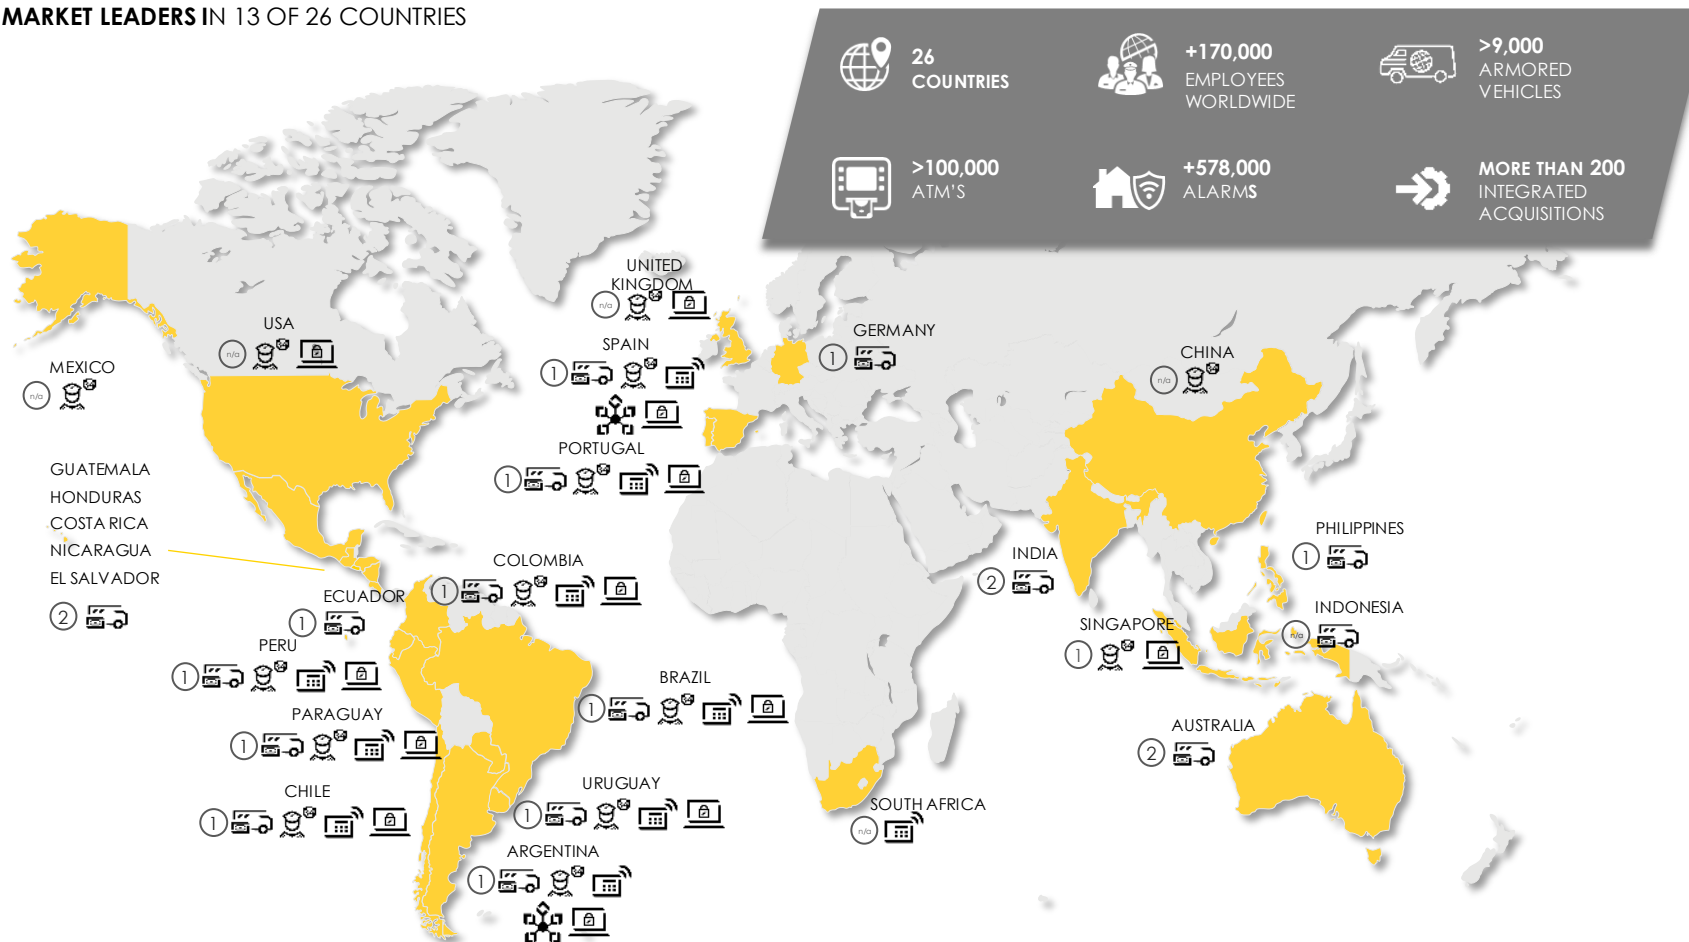 MARKET LEADERS IN 13 OF 26 COUNTRIES
26
COUNTRIES
+170,000
EMPLOYEES
WORLDWIDE
>9,000
ARMORED
VEHICLES
>100,000
ATM'S
+578,000
ALARMS
MORE THAN 200
INTEGRATED
ACQUISITIONS
UNITED
KINGDOM
n/a
USA
n/a
SPAIN
1
GERMANY
1
CHINA
n/a
MEXICO
n/a
PORTUGAL
1
GUATEMALA
HONDURAS
COSTA RICA
NICARAGUA
EL SALVADOR
2
COLOMBIA
1
ECUADOR
1
INDIA
2
PHILIPPINES
1
INDONESIA
n/a
SINGAPORE
1
PERU
1
BRAZIL
1
PARAGUAY
1
AUSTRALIA
2
CHILE
1
URUGUAY
1
SOUTH AFRICA
n/a
ARGENTINA
1